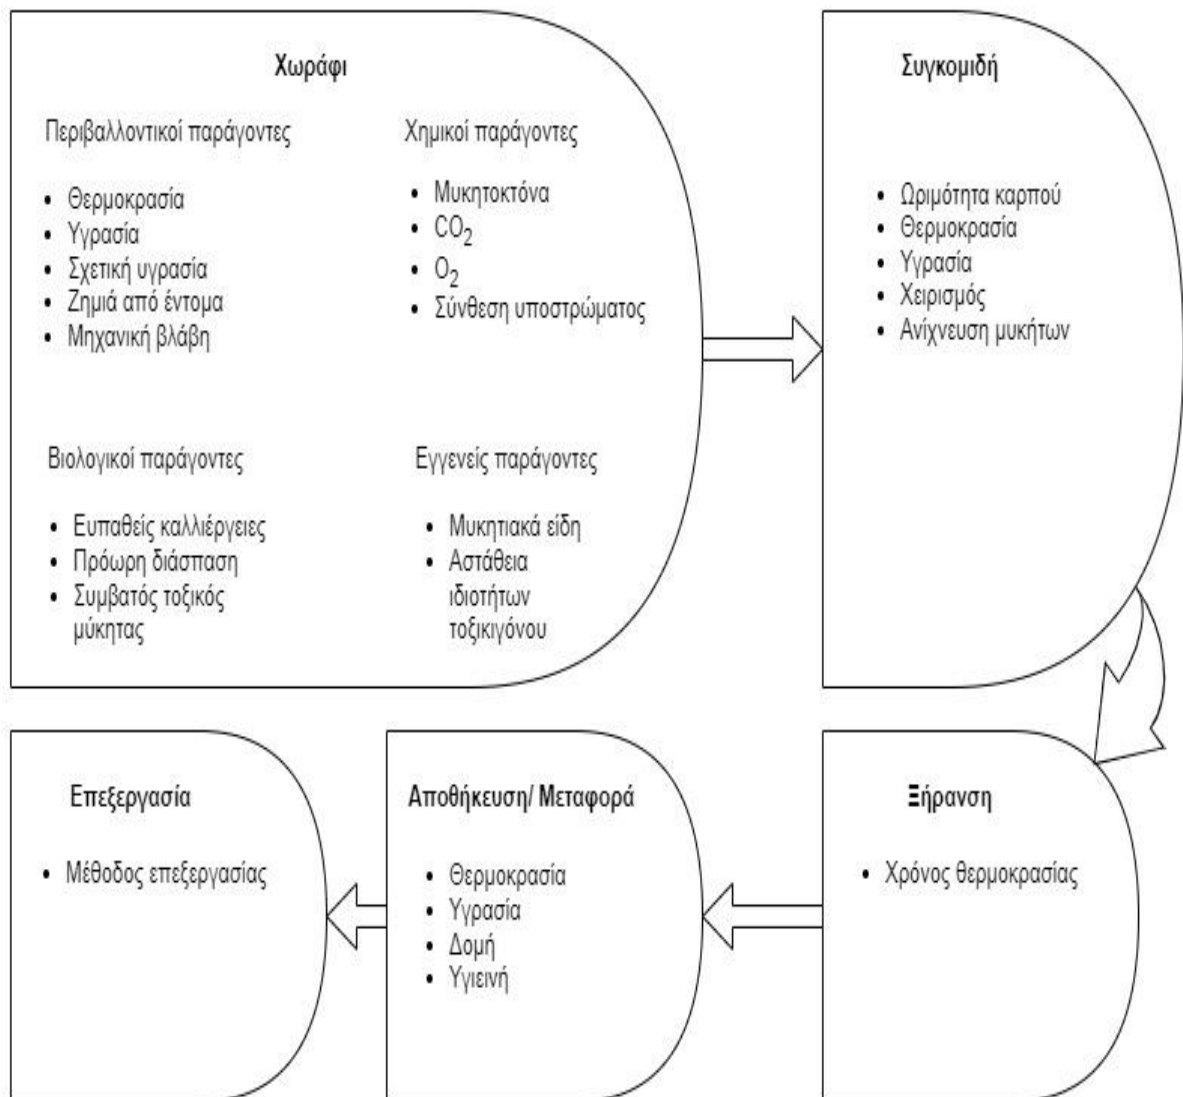 Χωράφι
Περιβαλλοντικοί παράγοντες
• Θερμοκρασία
• Υγρασία
• Σχετική υγρασία
• Ζημιά από έντομα
• Μηχανική βλάβη
Χημικοί παράγοντες
• Μυκητοκτόνα
• CO₂
• O₂
• Σύνθεση υποστρώματος
Βιολογικοί παράγοντες
• Ευπαθείς καλλιέργειες
• Πρόωρη διάσπαση
• Συμβατός τοξικός
μύκητας
Εγγενείς παράγοντες
• Μυκητιακά είδη
• Αστάθεια
ιδιοτήτων
τοξικιγόνου
Συγκομιδή
• Ωριμότητα καρπού
• Θερμοκρασία
• Υγρασία
• Χειρισμός
• Ανίχνευση μυκήτων
Ξήρανση
• Χρόνος θερμοκρασίας
Αποθήκευση/ Μεταφορά
• Θερμοκρασία
• Υγρασία
• Δομή
• Υγιεινή
Επεξεργασία
• Μέθοδος επεξεργασίας